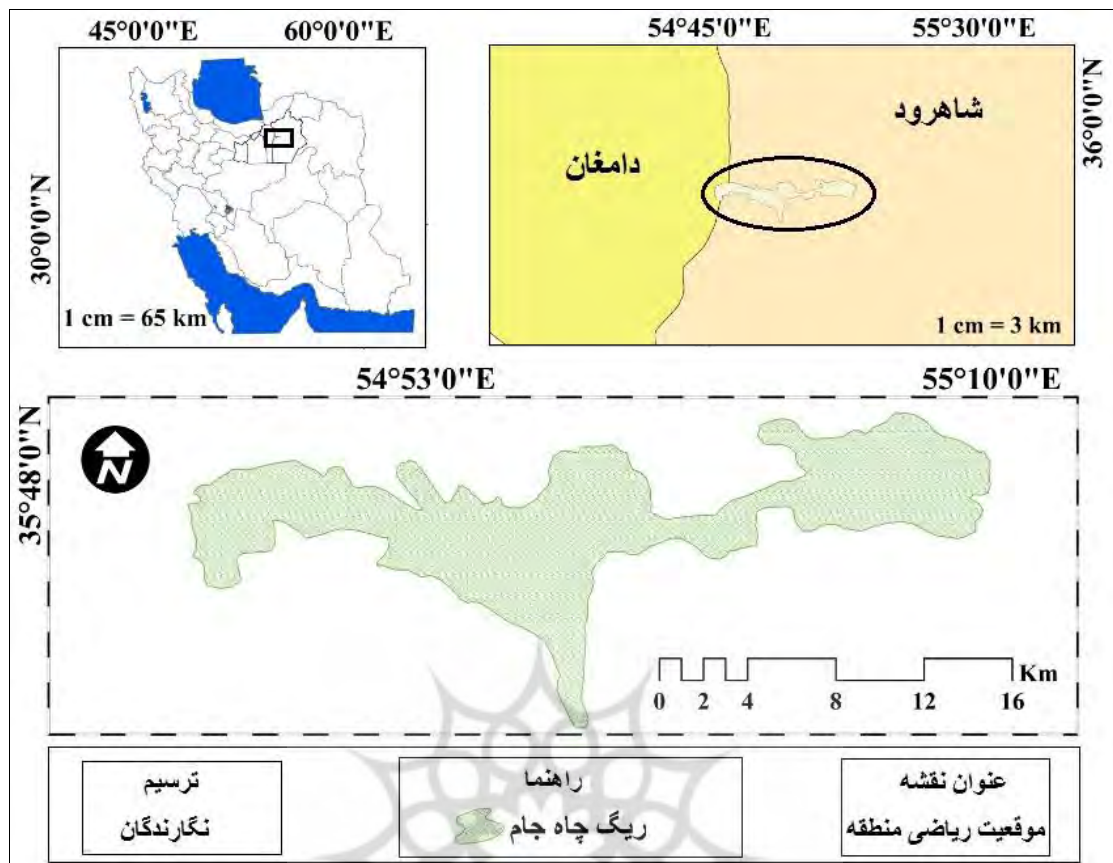 45°0'0"E 60°0'0"E
30°0'0"N
1 cm = 65 km
54°45'0"E 55°30'0"E
36°0'0"N
شاهرود
دامغان
1 cm = 3 km
54°53'0"E 55°10'0"E
35°48'0"N
N
Km
0 2 4 8 12 16
عنوان نقشه
موقعیت ریاضی منطقه
راهنما
ریگ چاه جام
ترسیم
نگارندگان